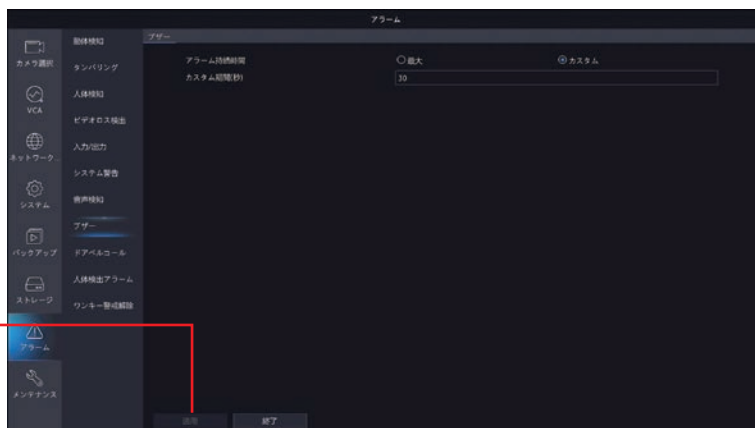 アラーム
カメラ選択
VCA
ネットワーク...
システム
バックアップ
ストレージ
アラーム
メンテナンス
動体検知
タンパリング
人体検知
ビデオロス検出
入力/出力
システム警告
音声検知
ブザー
ドアベルコール
人体検出アラーム
ワンキー警戒解除
ブザー
アラーム持続時間 最大 カスタム
カスタム期間(秒) 30
適用 終了